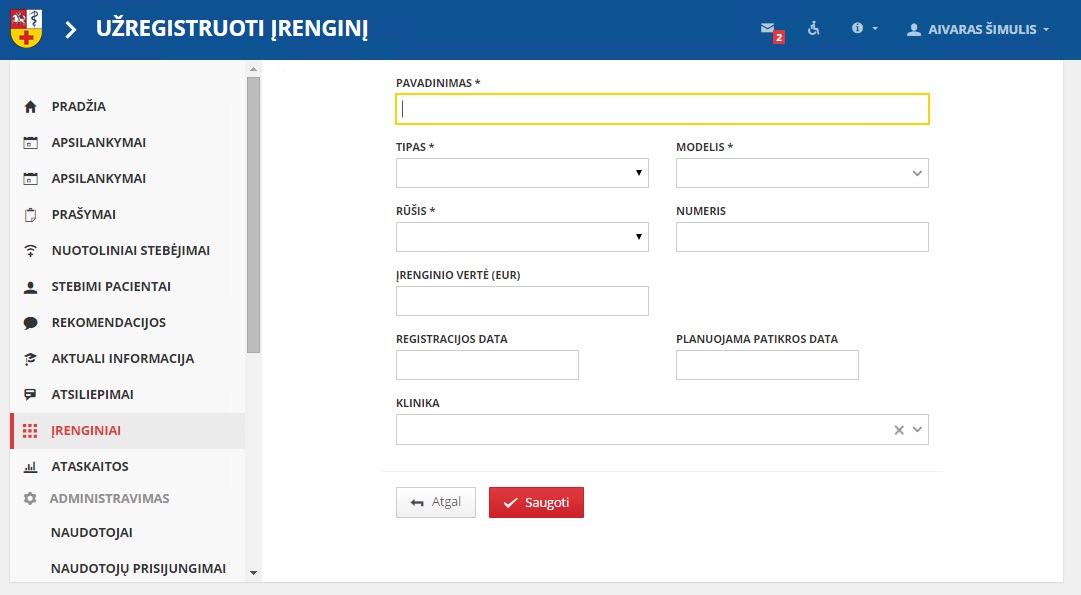 UŽREGISTRUOTI ĮRENGINĮ
2
AIVARAS ŠIMULIS
PRADŽIA
APSILANKYMAI
APSILANKYMAI
PRAŠYMAI
NUOTOLINIAI STEBĖJIMAI
STEBIMI PACIENTAI
REKOMENDACIJOS
AKTUALI INFORMACIJA
ATSILIEPIMAI
ĮRENGINIAI
ATASKAITOS
ADMINISTRAVIMAS
NAUDOTOJAI
NAUDOTOJŲ PRISIJUNGIMAI
PAVADINIMAS *
TIPAS *
MODELIS *
RŪŠIS *
NUMERIS
ĮRENGINIO VERTĖ (EUR)
REGISTRACIJOS DATA
PLANUOJAMA PATIKROS DATA
KLINIKA
Atgal
Saugoti